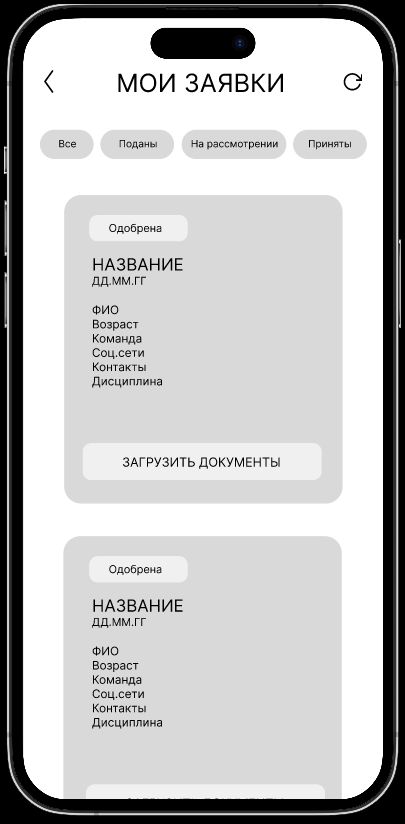 МОИ ЗАЯВКИ
Все Поданы На рассмотрении Приняты
Одобрена
НАЗВАНИЕ
ДД.ММ.ГГ
ФИО
Возраст
Команда
Соц.сети
Контакты
Дисциплина
ЗАГРУЗИТЬ ДОКУМЕНТЫ
Одобрена
НАЗВАНИЕ
ДД.ММ.ГГ
ФИО
Возраст
Команда
Соц.сети
Контакты
Дисциплина